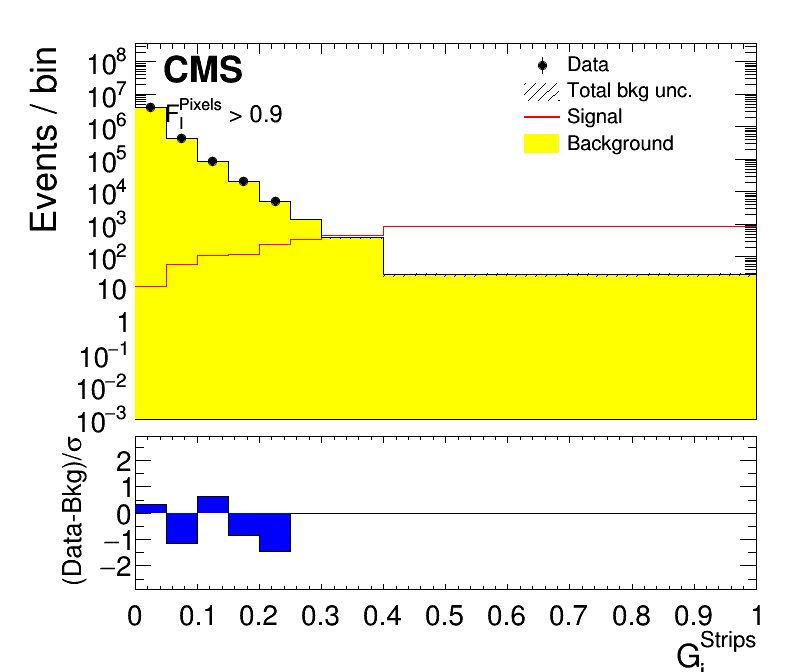 CMS
F_i^Pixels > 0.9
Data
Total bkg unc.
Signal
Background
Events / bin
10^8
10^7
10^6
10^5
10^4
10^3
10^2
10
1
10^−1
10^−2
10^−3
(Data-Bkg)/σ
2
1
0
−1
−2
0 0.1 0.2 0.3 0.4 0.5 0.6 0.7 0.8 0.9 1
G_i^Strips